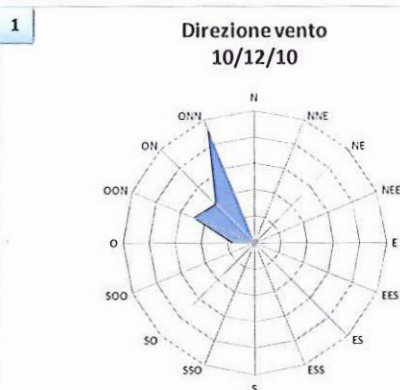 1
Direzione vento
10/12/10
N
NNE
NE
NEE
E
EES
ES
ESS
S
SSO
SO
SOO
O
OON
ON
ONN